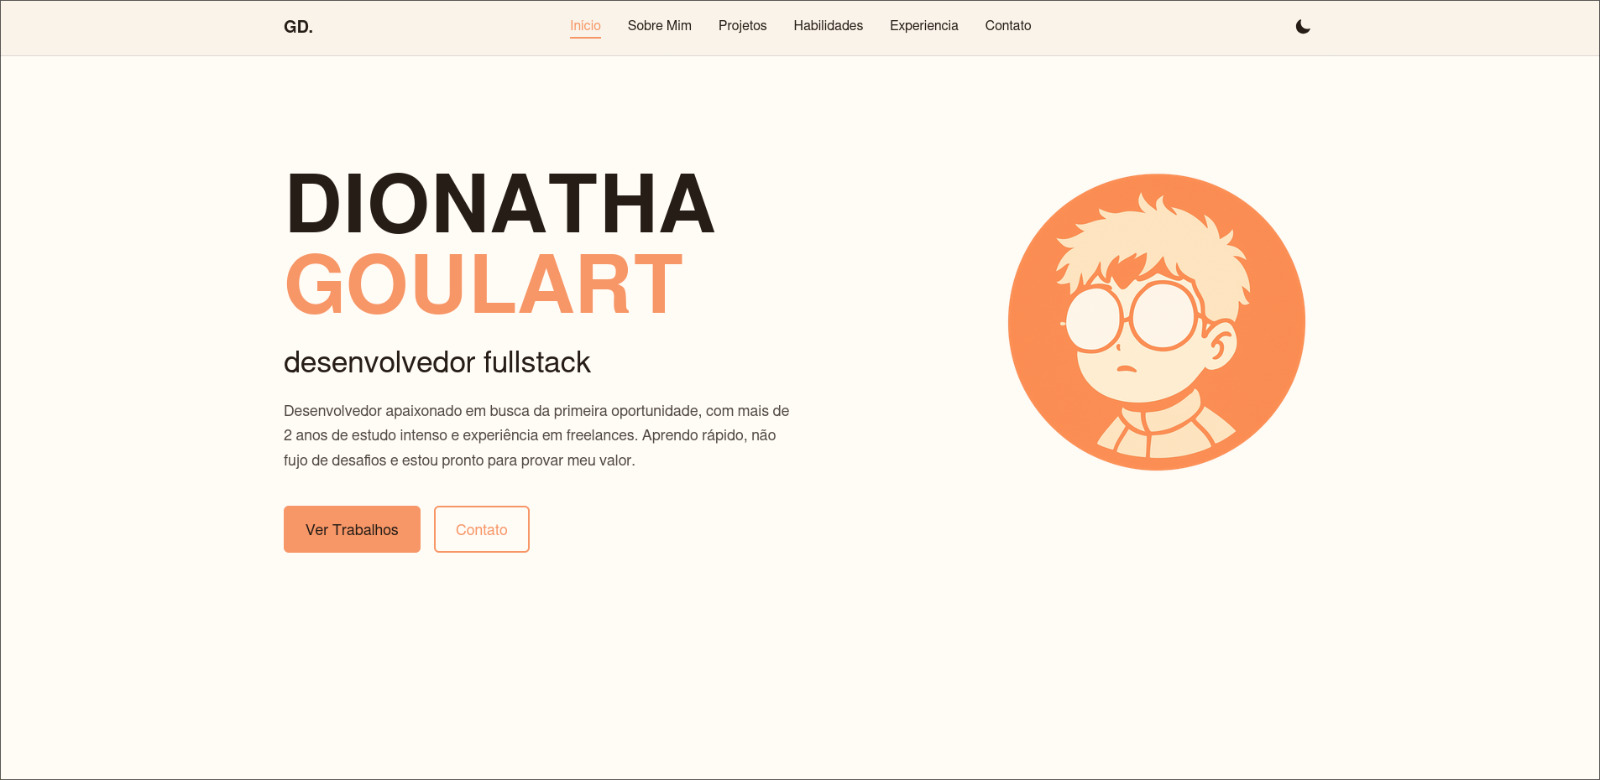 GD.
Inicio
Sobre Mim
Projetos
Habilidades
Experiencia
Contato
DIONATHA
GOULART
desenvolvedor fullstack
Desenvolvedor apaixonado em busca da primeira oportunidade, com mais de
2 anos de estudo intenso e experiência em freelances. Aprendo rápido, não
fujo de desafios e estou pronto para provar meu valor.
Ver Trabalhos
Contato